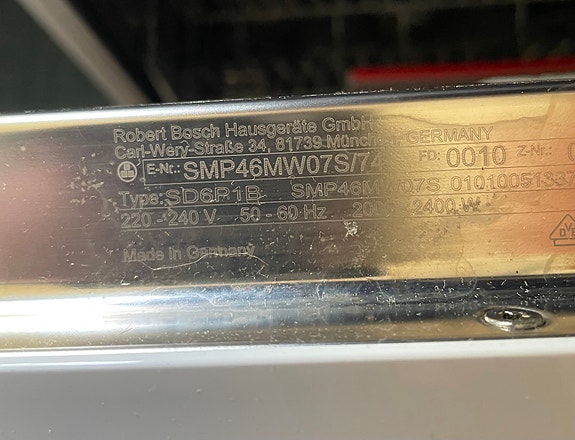 Robert Bosch Hausgeräte GmbH
Carl-Wery-Straße 34, 81739 München GERMANY
E-Nr.: SMP46MW07S/74 FD: 0010 Z-Nr.:
Type: SD6P1B SMP46MW07S
220 - 240 V 50 - 60 Hz 2400 W
Made in Germany